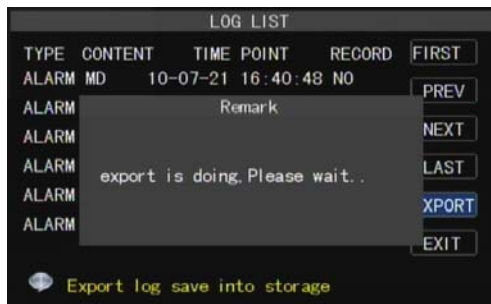 LOG LIST
TYPE CONTENT TIME POINT RECORD FIRST
ALARM MD 10-07-21 16:40:48 NO
PREV
ALARM Remark
ALARM NEXT
ALARM export is doing.Please wait.. LAST
ALARM XPORT
ALARM
EXIT
Export log save into storage